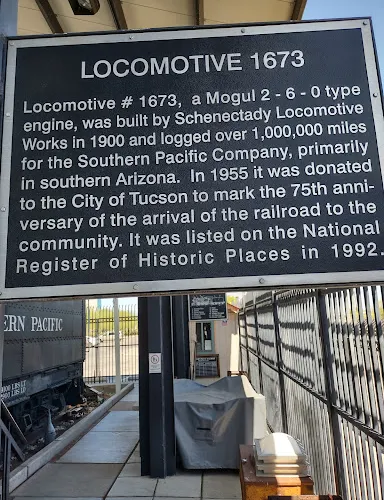 LOCOMOTIVE 1673
Locomotive # 1673, a Mogul 2 - 6 - 0 type
engine, was built by Schenectady Locomotive
Works in 1900 and logged over 1,000,000 miles
for the Southern Pacific Company, primarily
in southern Arizona. In 1955 it was donated
to the City of Tucson to mark the 75th anni-
versary of the arrival of the railroad to the
community. It was listed on the National
Register of Historic Places in 1992.
ERN PACIFIC